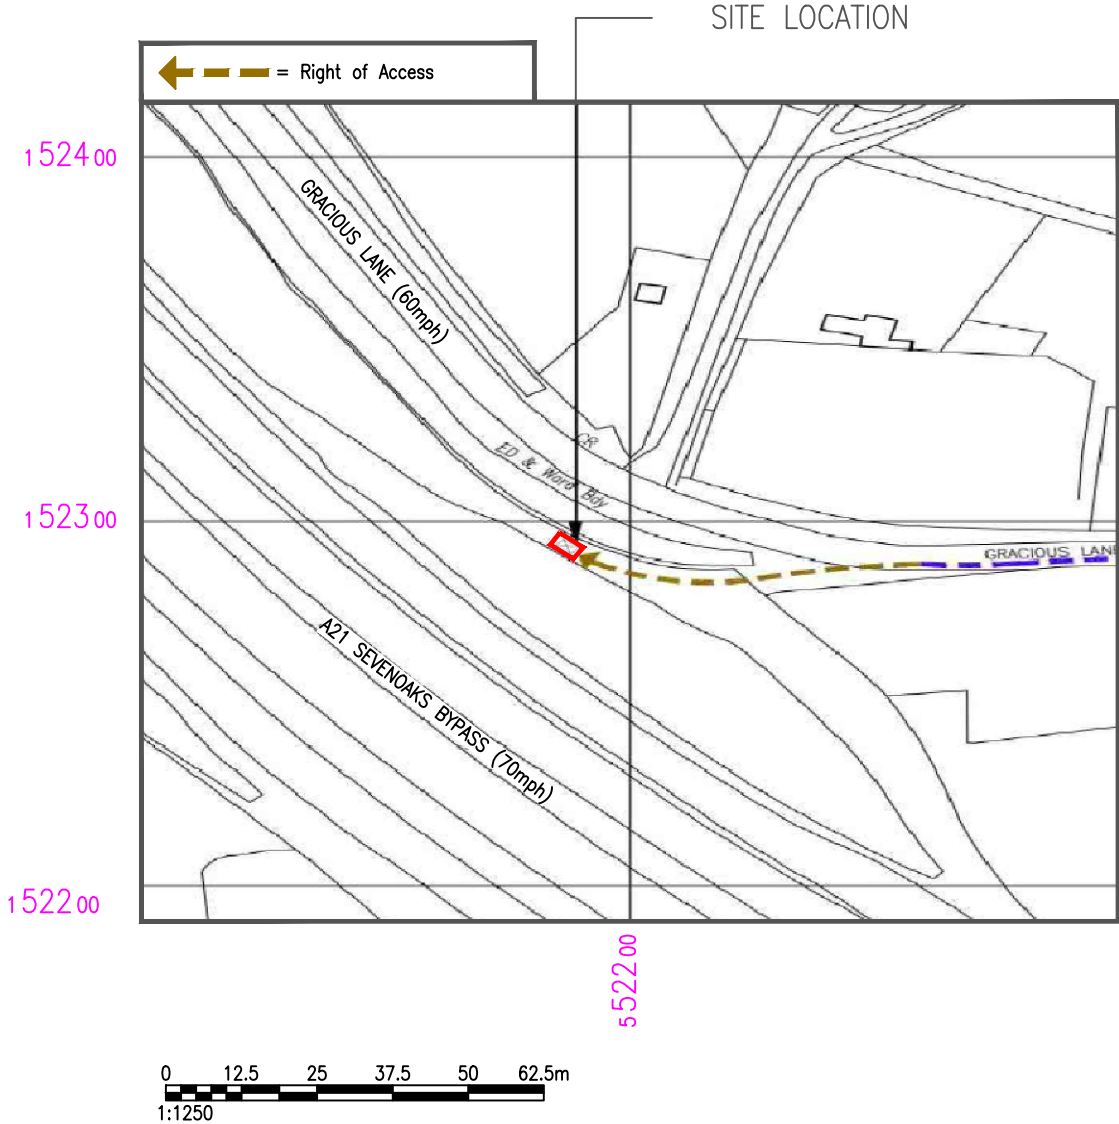 SITE LOCATION
= Right of Access
152400
GRACIOUS LANE (60mph)
CR
ED & Ward Bdy
152300
GRACIOUS LANE
A21 SEVENOAKS BYPASS (70mph)
152200
552200
0 12.5 25 37.5 50 62.5m
1:1250